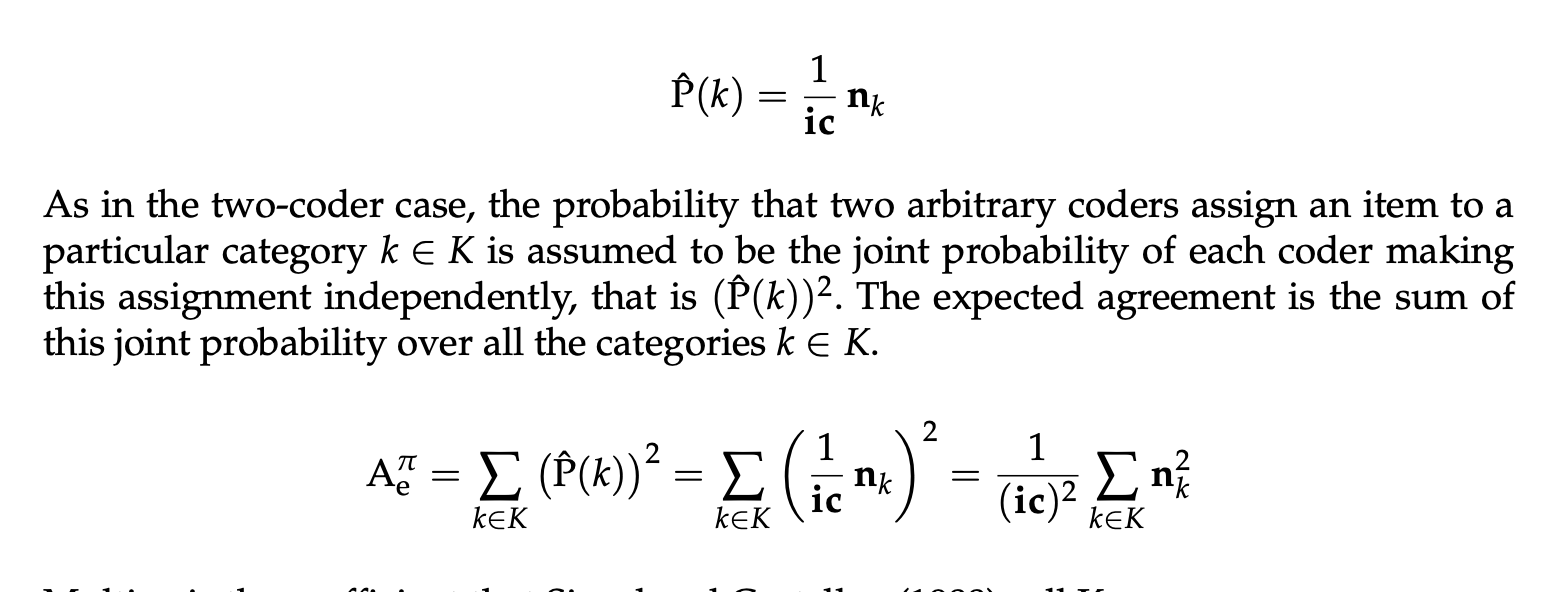 P̂(k) = 1/ic n_k
As in the two-coder case, the probability that two arbitrary coders assign an item to a
particular category k ∈ K is assumed to be the joint probability of each coder making
this assignment independently, that is (P̂(k))². The expected agreement is the sum of
this joint probability over all the categories k ∈ K.
A_e^π = ∑_{k∈K} (P̂(k))² = ∑_{k∈K} (1/ic n_k)² = 1/(ic)² ∑_{k∈K} n_k²